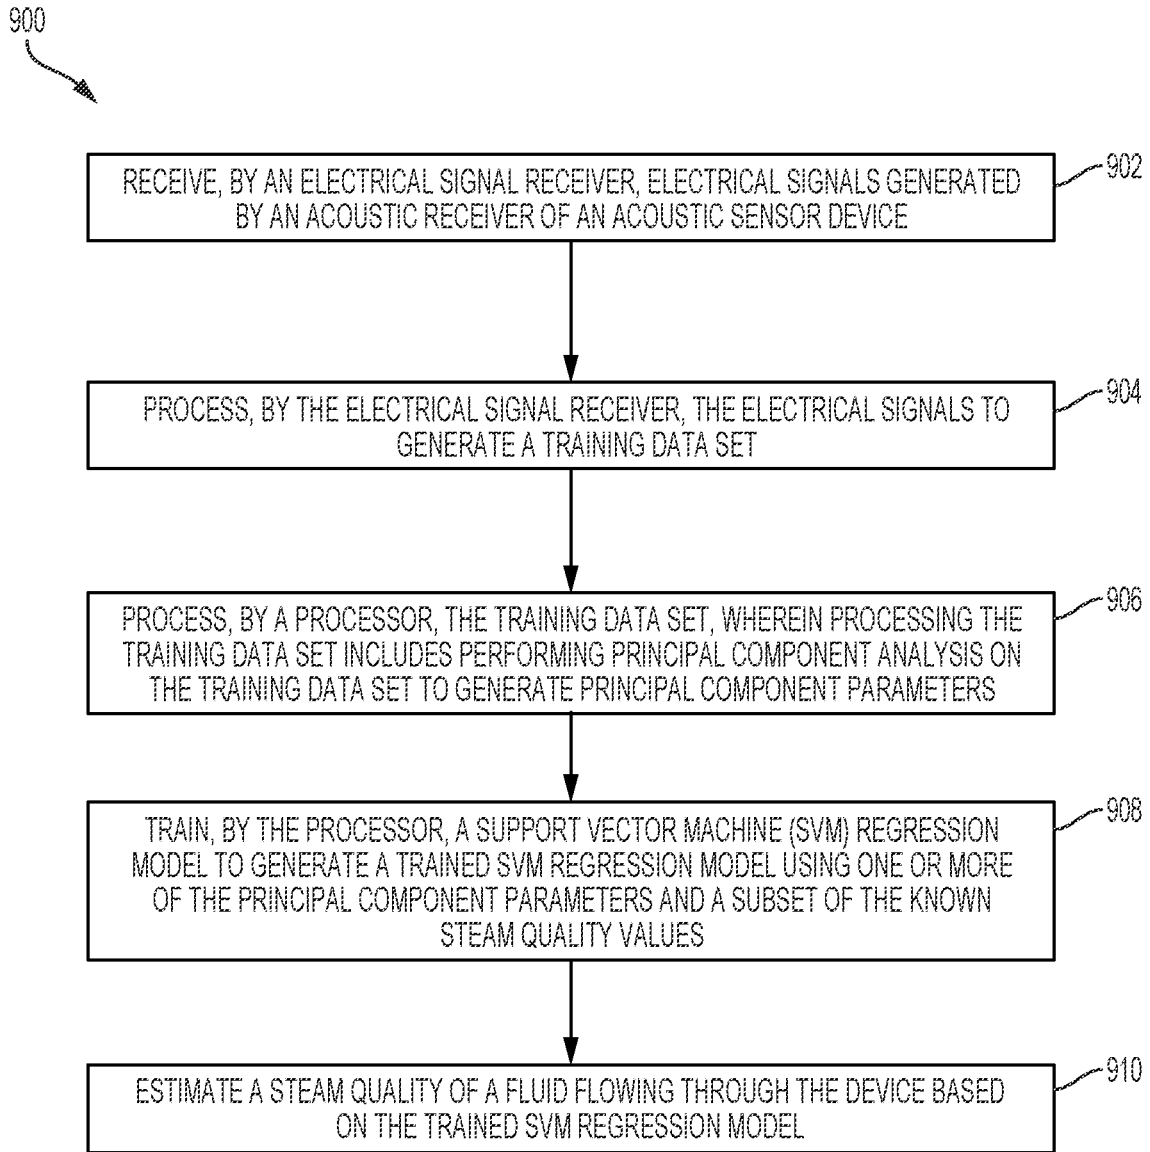 900
RECEIVE, BY AN ELECTRICAL SIGNAL RECEIVER, ELECTRICAL SIGNALS GENERATED
BY AN ACOUSTIC RECEIVER OF AN ACOUSTIC SENSOR DEVICE
902
PROCESS, BY THE ELECTRICAL SIGNAL RECEIVER, THE ELECTRICAL SIGNALS TO
GENERATE A TRAINING DATA SET
904
PROCESS, BY A PROCESSOR, THE TRAINING DATA SET, WHEREIN PROCESSING THE
TRAINING DATA SET INCLUDES PERFORMING PRINCIPAL COMPONENT ANALYSIS ON
THE TRAINING DATA SET TO GENERATE PRINCIPAL COMPONENT PARAMETERS
906
TRAIN, BY THE PROCESSOR, A SUPPORT VECTOR MACHINE (SVM) REGRESSION
MODEL TO GENERATE A TRAINED SVM REGRESSION MODEL USING ONE OR MORE
OF THE PRINCIPAL COMPONENT PARAMETERS AND A SUBSET OF THE KNOWN
STEAM QUALITY VALUES
908
ESTIMATE A STEAM QUALITY OF A FLUID FLOWING THROUGH THE DEVICE BASED
ON THE TRAINED SVM REGRESSION MODEL
910